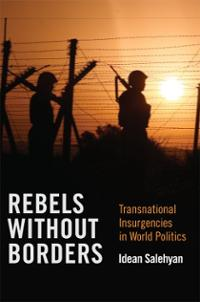 REBELS
WITHOUT
BORDERS
Transnational
Insurgencies
in World Politics
Idean Salehyan